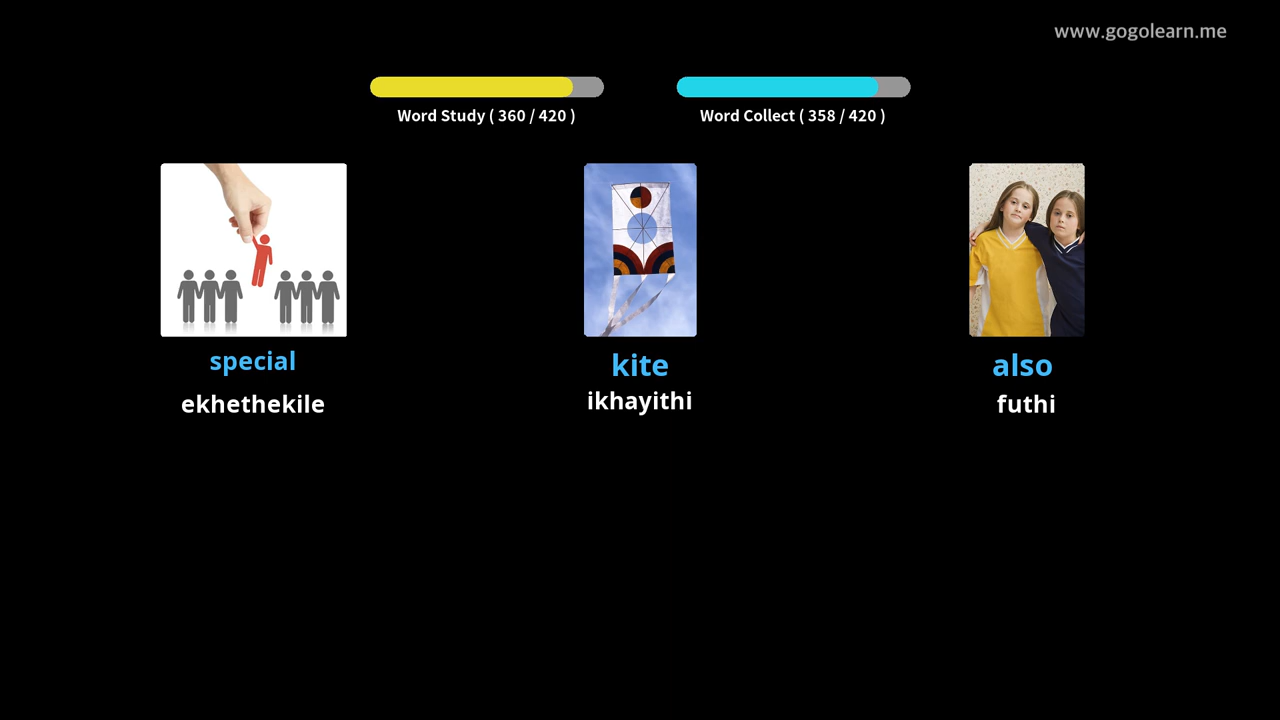 www.gogolearn.me
Word Study ( 360 / 420 )
Word Collect ( 358 / 420 )
special
kite
also
ekhethekile
ikhayithi
futhi